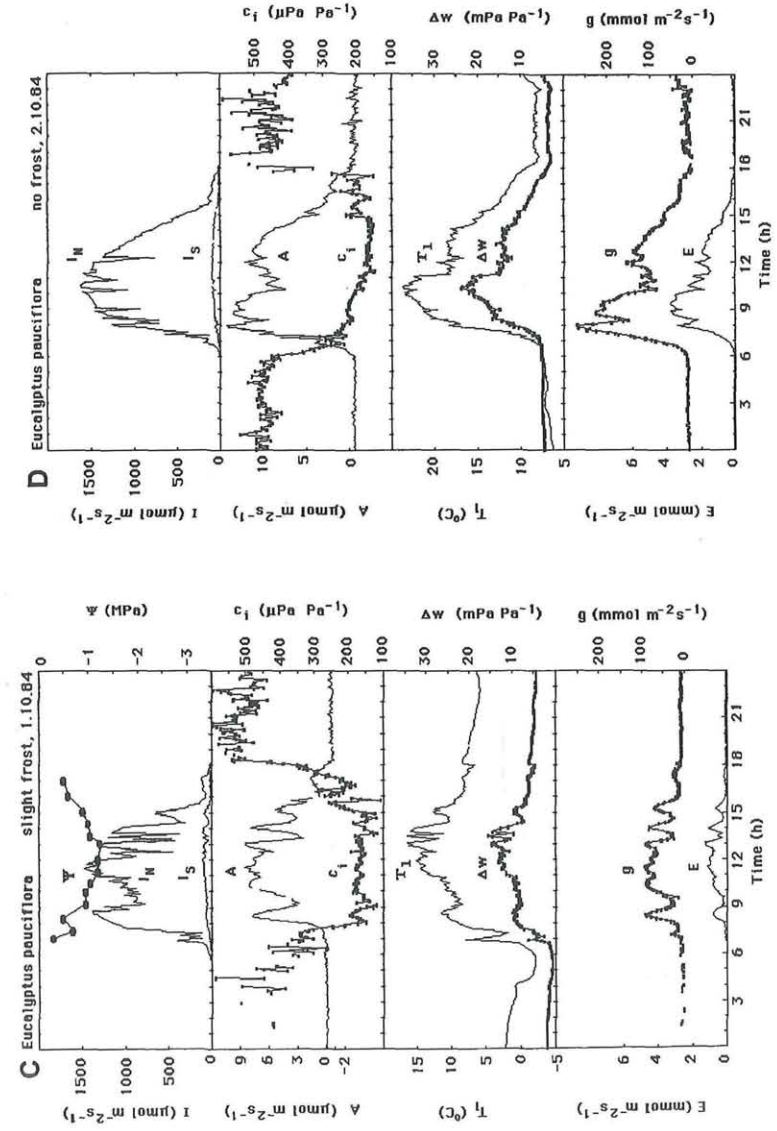 C
Eucalyptus pauciflora    slight frost, 1.10.84
I (μmol m⁻²s⁻¹)
1500
1000
500
0
Ψ (MPa)
0
-1
-2
-3
Ψ
I_N
I_S
A (μmol m⁻²s⁻¹)
9
6
3
0
-2
c_i (μPa Pa⁻¹)
500
400
300
200
100
A
c_i
T_l (°C)
15
10
5
0
-5
Δw (mPa Pa⁻¹)
30
20
10
T_l
Δw
E (mmol m⁻²s⁻¹)
6
4
2
0
g (mmol m⁻²s⁻¹)
200
100
0
g
E
3 6 9 12 15 18 21
Time (h)
D
Eucalyptus pauciflora    no frost, 2.10.84
I (μmol m⁻²s⁻¹)
1500
1000
500
0
I_N
I_S
A (μmol m⁻²s⁻¹)
10
5
0
c_i (μPa Pa⁻¹)
500
400
300
200
100
A
c_i
T_l (°C)
20
15
10
5
Δw (mPa Pa⁻¹)
30
20
10
T_l
Δw
E (mmol m⁻²s⁻¹)
6
4
2
0
g (mmol m⁻²s⁻¹)
200
100
0
g
E
3 6 9 12 15 18 21
Time (h)